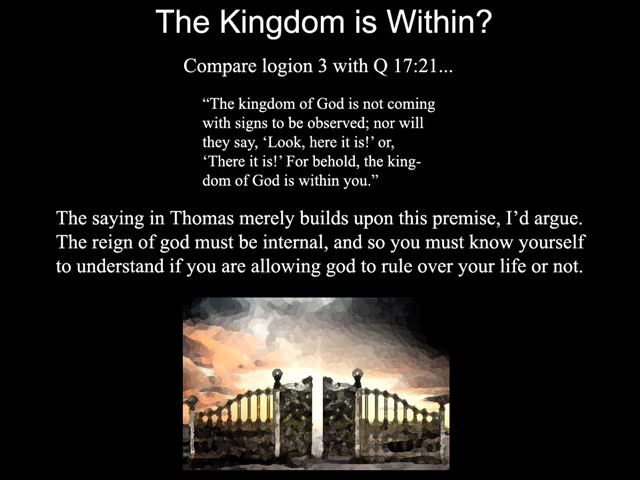 The Kingdom is Within?
Compare logion 3 with Q 17:21...
“The kingdom of God is not coming
with signs to be observed; nor will
they say, ‘Look, here it is!’ or,
‘There it is!’ For behold, the king-
dom of God is within you.”
The saying in Thomas merely builds upon this premise, I’d argue.
The reign of god must be internal, and so you must know yourself
to understand if you are allowing god to rule over your life or not.